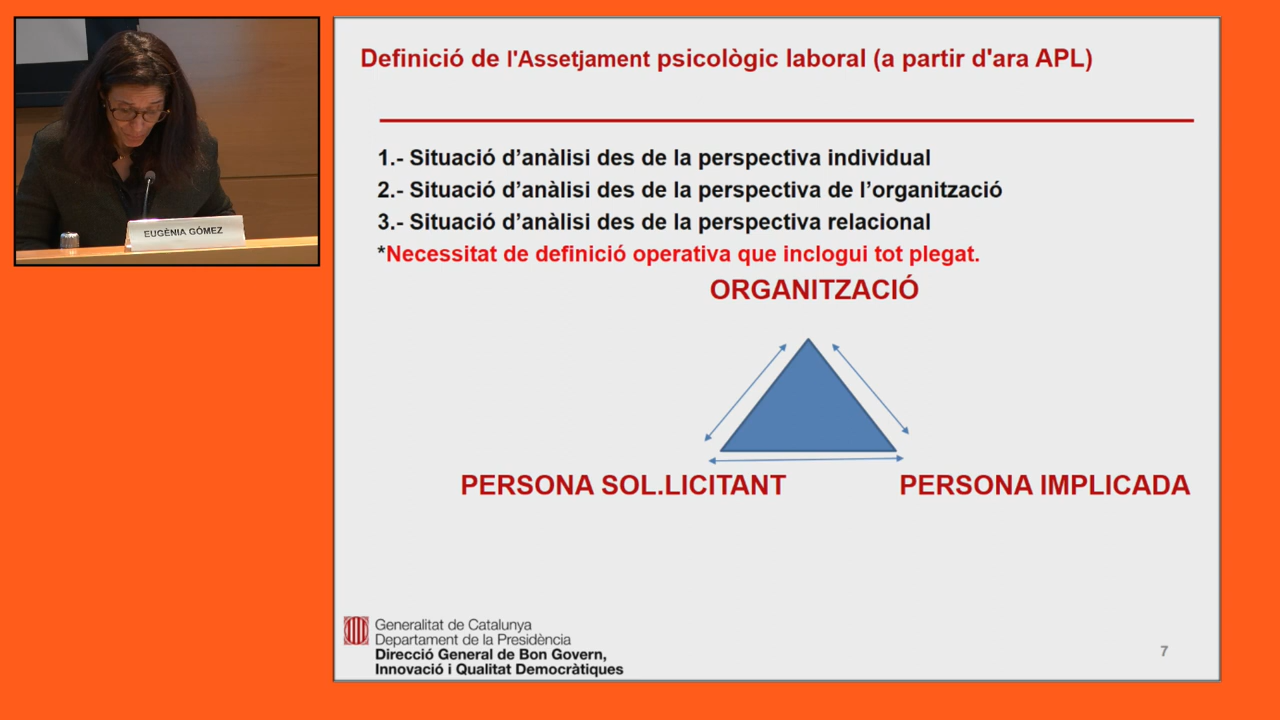 EUGÈNIA GÓMEZ
Definició de l'Assetjament psicològic laboral (a partir d'ara APL)
1.- Situació d’anàlisi des de la perspectiva individual
2.- Situació d’anàlisi des de la perspectiva de l’organització
3.- Situació d’anàlisi des de la perspectiva relacional
*Necessitat de definició operativa que inclogui tot plegat.
ORGANITZACIÓ
PERSONA SOL.LICITANT
PERSONA IMPLICADA
Generalitat de Catalunya
Departament de la Presidència
Direcció General de Bon Govern,
Innovació i Qualitat Democràtiques
7